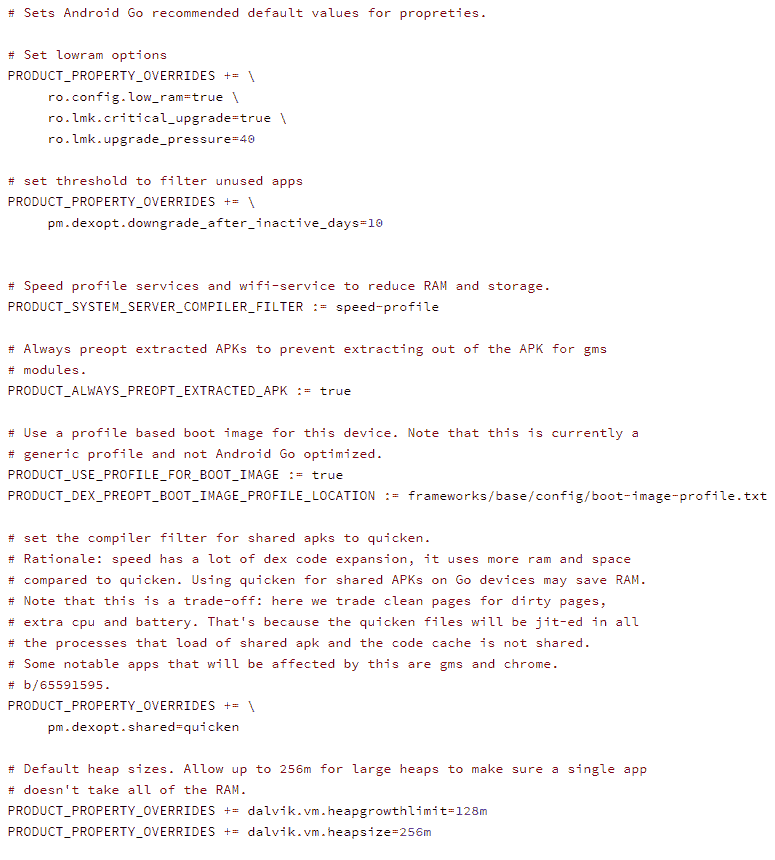 # Sets Android Go recommended default values for propreties.
# Set lowram options
PRODUCT_PROPERTY_OVERRIDES += \
     ro.config.low_ram=true \
     ro.lmk.critical_upgrade=true \
     ro.lmk.upgrade_pressure=40
# set threshold to filter unused apps
PRODUCT_PROPERTY_OVERRIDES += \
     pm.dexopt.downgrade_after_inactive_days=10
# Speed profile services and wifi-service to reduce RAM and storage.
PRODUCT_SYSTEM_SERVER_COMPILER_FILTER := speed-profile
# Always preopt extracted APKs to prevent extracting out of the APK for gms
# modules.
PRODUCT_ALWAYS_PREOPT_EXTRACTED_APK := true
# Use a profile based boot image for this device. Note that this is currently a
# generic profile and not Android Go optimized.
PRODUCT_USE_PROFILE_FOR_BOOT_IMAGE := true
PRODUCT_DEX_PREOPT_BOOT_IMAGE_PROFILE_LOCATION := frameworks/base/config/boot-image-profile.txt
# set the compiler filter for shared apks to quicken.
# Rationale: speed has a lot of dex code expansion, it uses more ram and space
# compared to quicken. Using quicken for shared APKs on Go devices may save RAM.
# Note that this is a trade-off: here we trade clean pages for dirty pages,
# extra cpu and battery. That's because the quicken files will be jit-ed in all
# the processes that load of shared apk and the code cache is not shared.
# Some notable apps that will be affected by this are gms and chrome.
# b/65591595.
PRODUCT_PROPERTY_OVERRIDES += \
     pm.dexopt.shared=quicken
# Default heap sizes. Allow up to 256m for large heaps to make sure a single app
# doesn't take all of the RAM.
PRODUCT_PROPERTY_OVERRIDES += dalvik.vm.heapgrowthlimit=128m
PRODUCT_PROPERTY_OVERRIDES += dalvik.vm.heapsize=256m